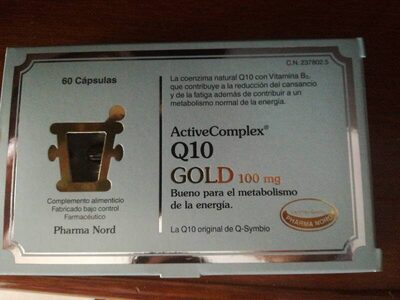 C.N. 237802.5
60 Cápsulas
La coenzima natural Q10 con Vitamina B₂,
que contribuye a la reducción del cansancio
y de la fatiga además de contribuir a un
metabolismo normal de la energía.
ActiveComplex®
Q10
GOLD 100 mg
Bueno para el metabolismo
de la energía.
Complemento alimenticio
Fabricado bajo control
Farmacéutico
Pharma Nord
PHARMA NORD
La Q10 original de Q-Symbio